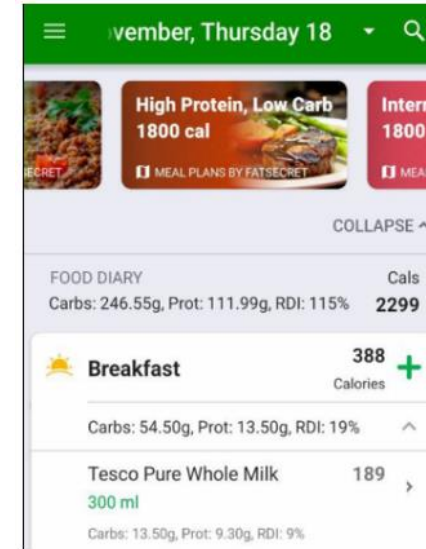 vember, Thursday 18
High Protein, Low Carb
1800 cal
MEAL PLANS BY FATSECRET
Intern
1800
MEA
ECRET
COLLAPSE
FOOD DIARY
Cals
Carbs: 246.55g, Prot: 111.99g, RDI: 115%
2299
Breakfast
388
Calories
Carbs: 54.50g, Prot: 13.50g, RDI: 19%
Tesco Pure Whole Milk
189
300 ml
Carbs: 13.50g, Prot: 9.30g, RDI: 9%